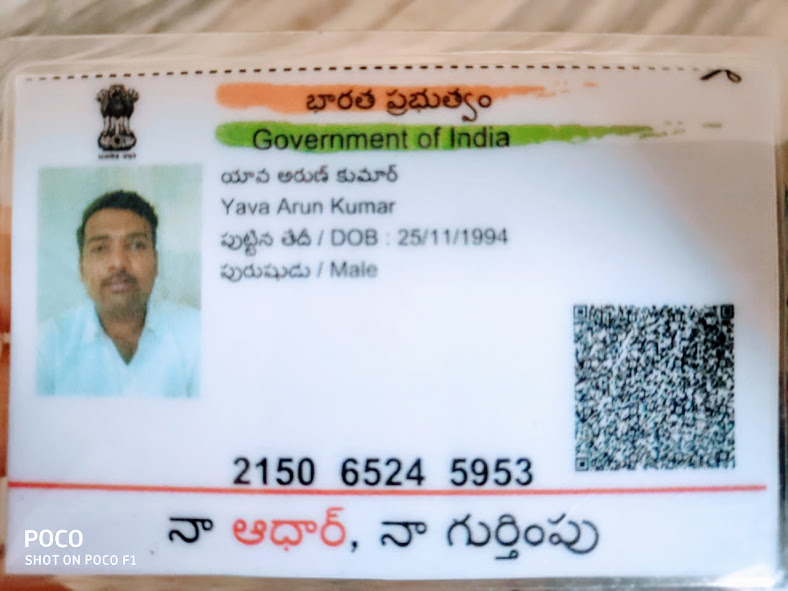 భారత ప్రభుత్వం
Government of India
యావ అరుణ్ కుమార్
Yava Arun Kumar
పుట్టిన తేదీ / DOB : 25/11/1994
పురుషుడు / Male
2150 6524 5953
నా ఆధార్, నా గుర్తింపు
POCO
SHOT ON POCO F1